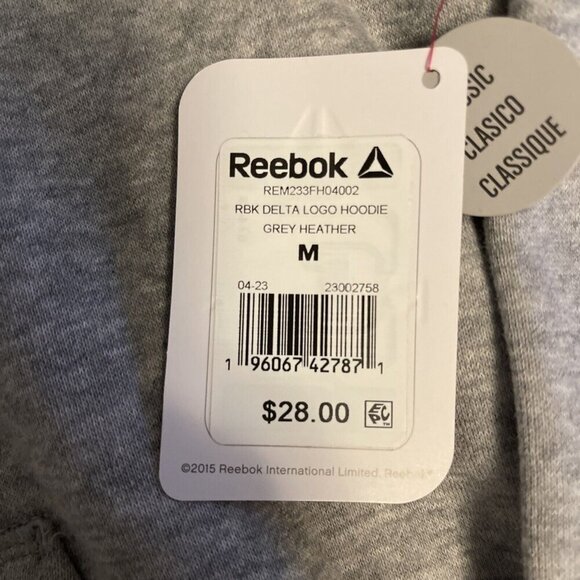 Reebok
REM233FH04002
RBK DELTA LOGO HOODIE
GREY HEATHER
M
04-23 23002758
1 96067 42787 1
$28.00 EPC™
©2015 Reebok International Limited. Reebok®
CLASICO
CLASSIQUE